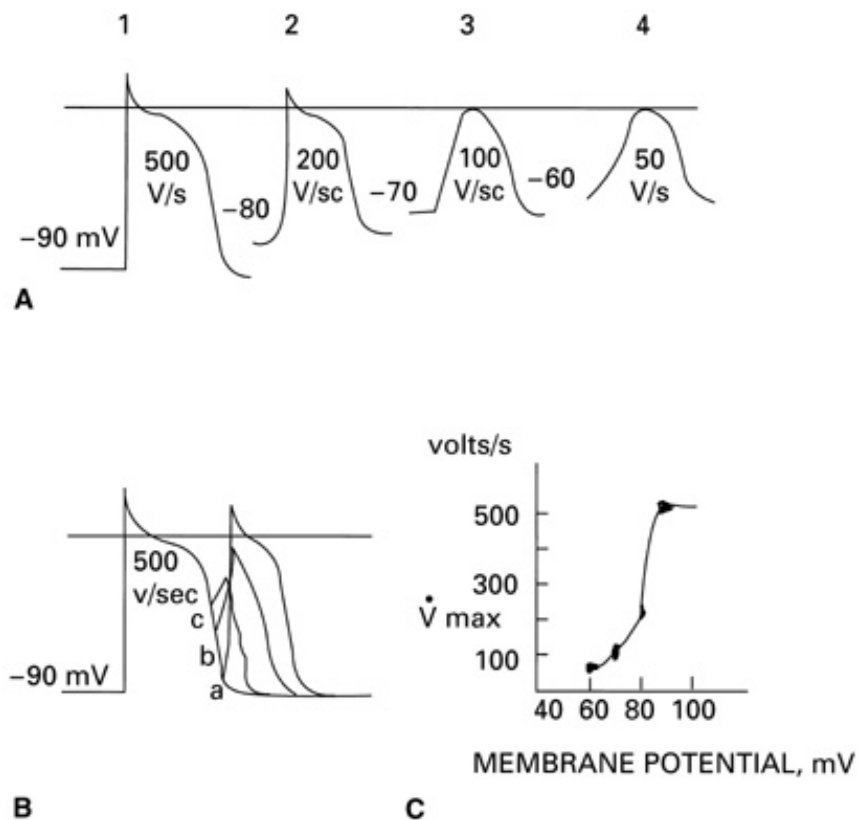 1 2 3 4
500 V/s
200 V/sc
100 V/sc
50 V/s
-90 mV
-80
-70
-60
A
500 v/sec
c
b
a
-90 mV
B
volts/s
500
300
V̇ max
100
40 60 80 100
MEMBRANE POTENTIAL, mV
C